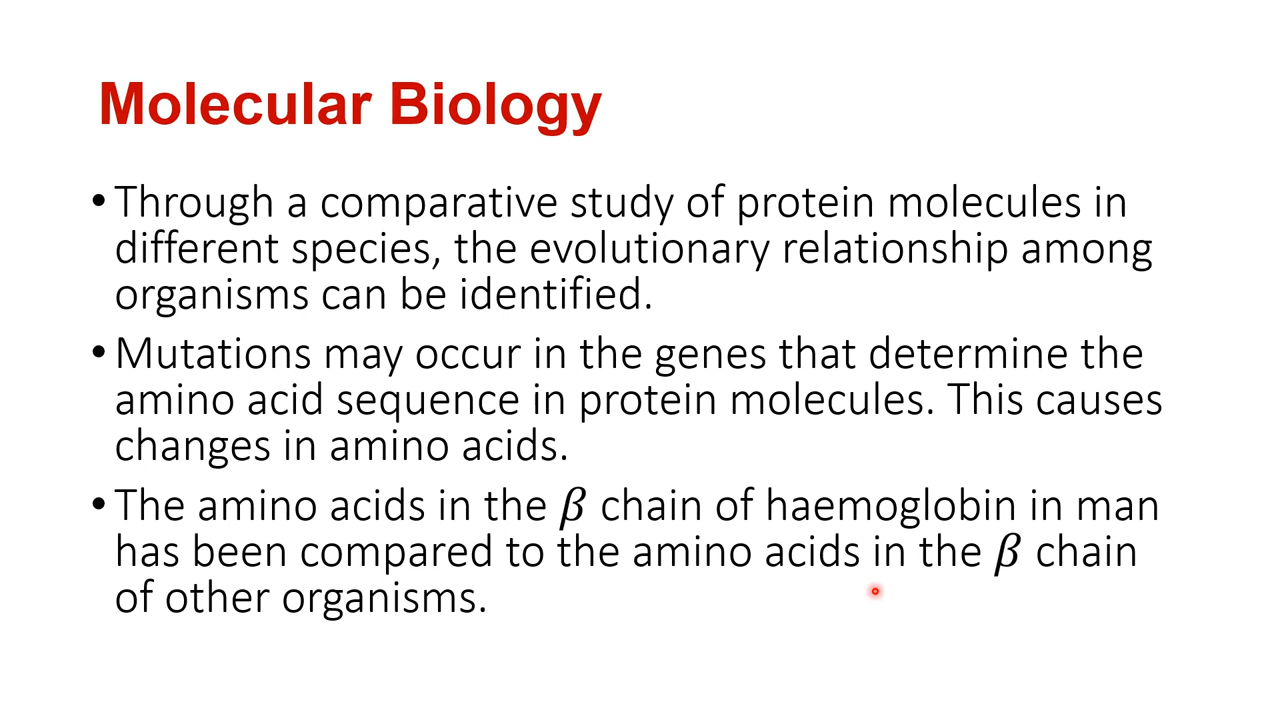 Molecular Biology
• Through a comparative study of protein molecules in
different species, the evolutionary relationship among
organisms can be identified.
• Mutations may occur in the genes that determine the
amino acid sequence in protein molecules. This causes
changes in amino acids.
• The amino acids in the β chain of haemoglobin in man
has been compared to the amino acids in the β chain
of other organisms.